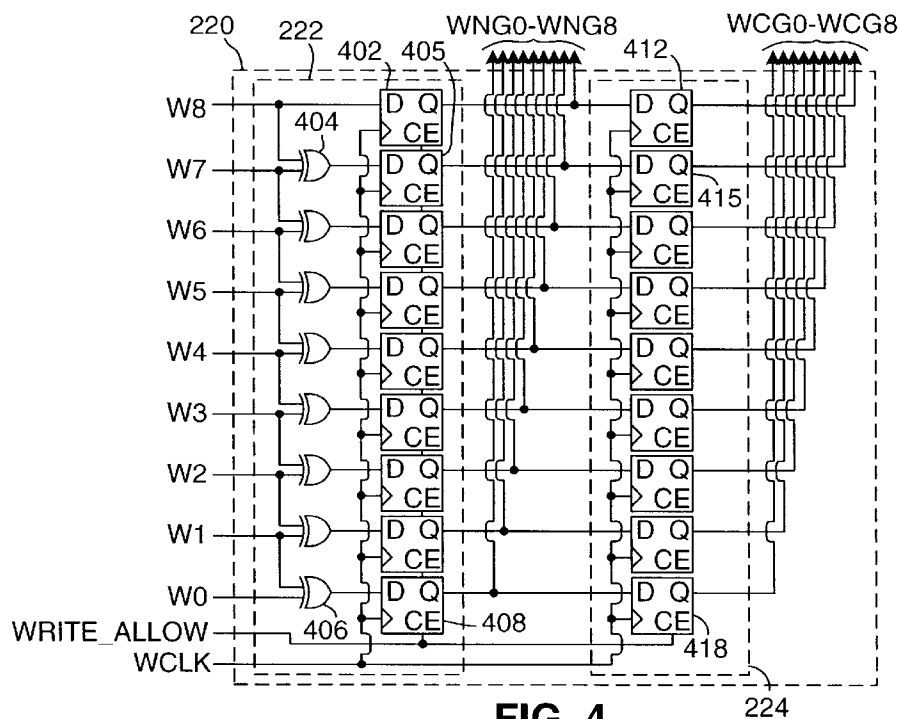 220
222
402
WNG0-WNG8
405
412
WCG0-WCG8
W8
D Q
CE
D Q
CE
404
W7
D Q
CE
D Q
CE
415
W6
D Q
CE
D Q
CE
W5
D Q
CE
D Q
CE
W4
D Q
CE
D Q
CE
W3
D Q
CE
D Q
CE
W2
D Q
CE
D Q
CE
W1
D Q
CE
D Q
CE
W0
D Q
CE
D Q
CE
406
408
418
WRITE_ALLOW
WCLK
224
FIG. 4